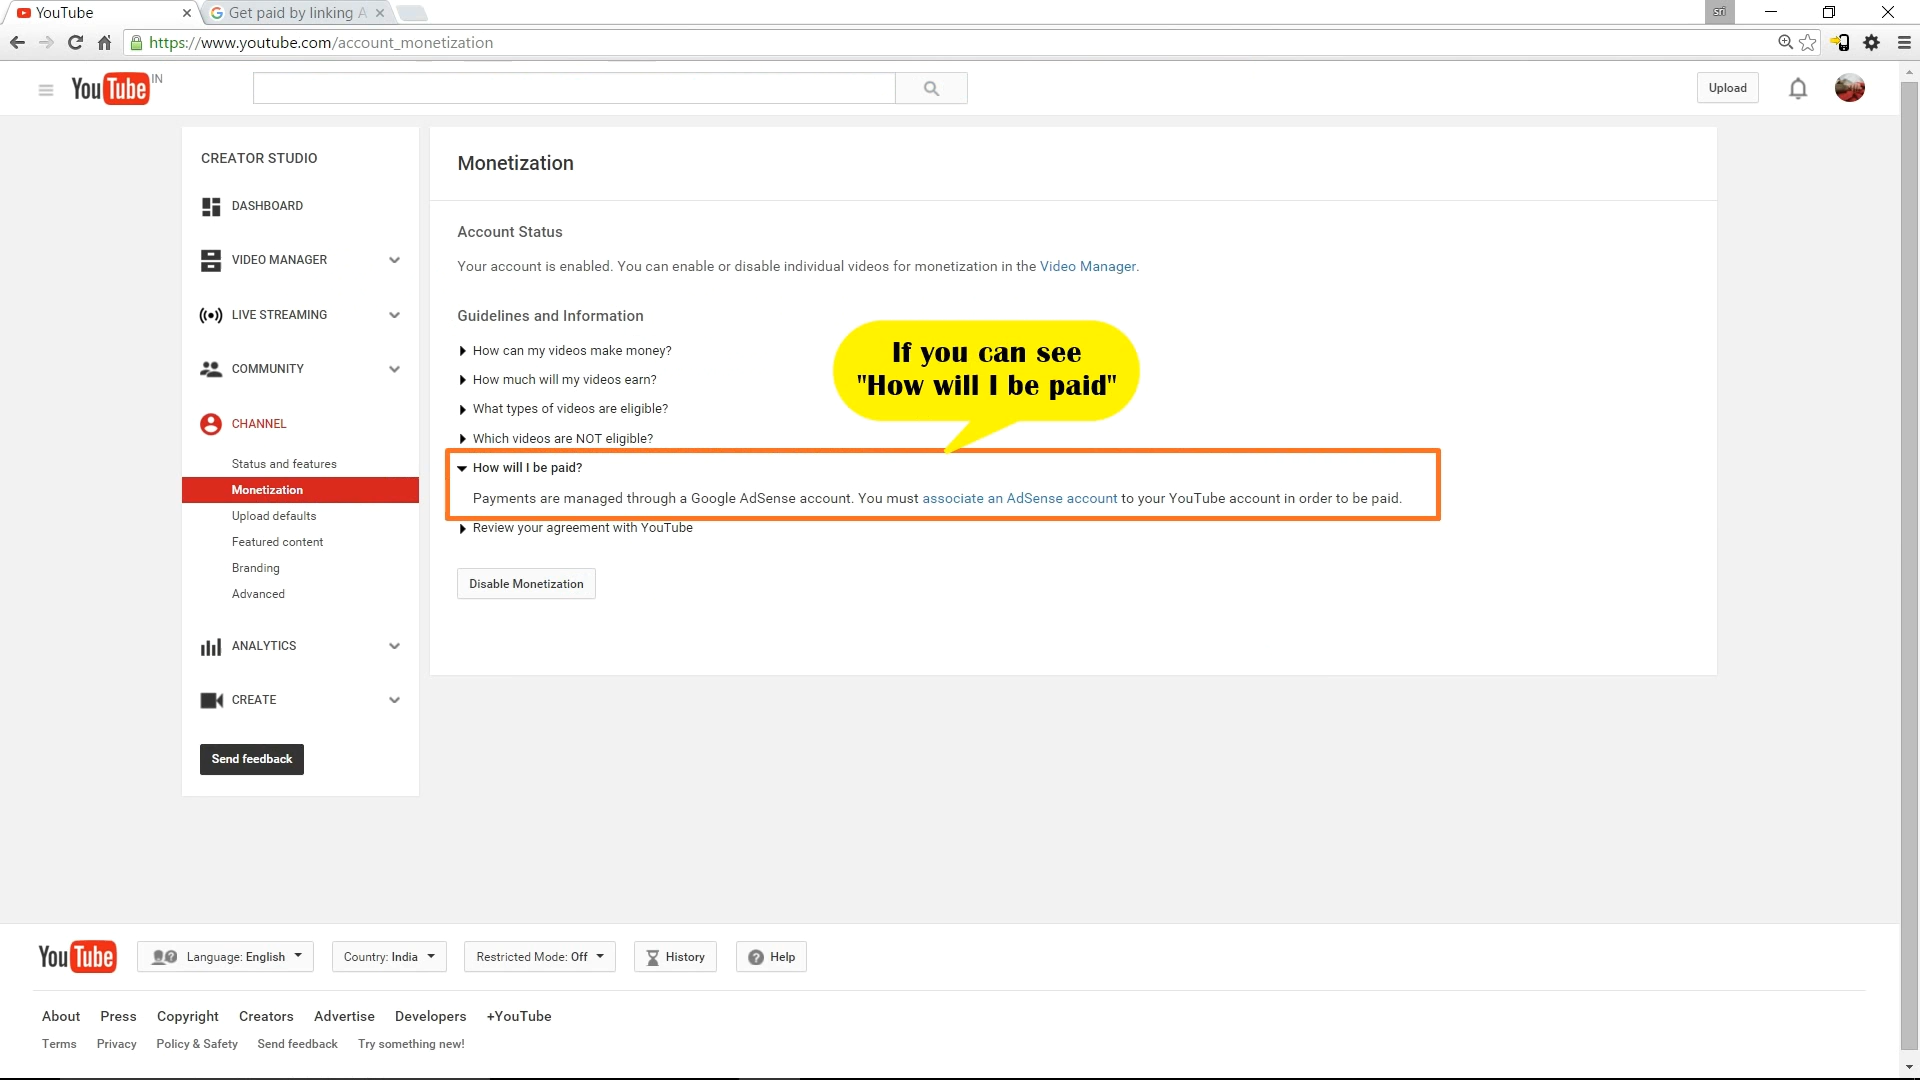 YouTube
Get paid by linking A
sri
https://www.youtube.com/account_monetization
YouTube IN
Upload
CREATOR STUDIO
DASHBOARD
VIDEO MANAGER
LIVE STREAMING
COMMUNITY
CHANNEL
Status and features
Monetization
Upload defaults
Featured content
Branding
Advanced
ANALYTICS
CREATE
Send feedback
Monetization
Account Status
Your account is enabled. You can enable or disable individual videos for monetization in the Video Manager.
Guidelines and Information
How can my videos make money?
How much will my videos earn?
What types of videos are eligible?
Which videos are NOT eligible?
If you can see
"How will I be paid"
How will I be paid?
Payments are managed through a Google AdSense account. You must associate an AdSense account to your YouTube account in order to be paid.
Review your agreement with YouTube
Disable Monetization
YouTube
Language: English
Country: India
Restricted Mode: Off
History
Help
About Press Copyright Creators Advertise Developers +YouTube
Terms Privacy Policy & Safety Send feedback Try something new!